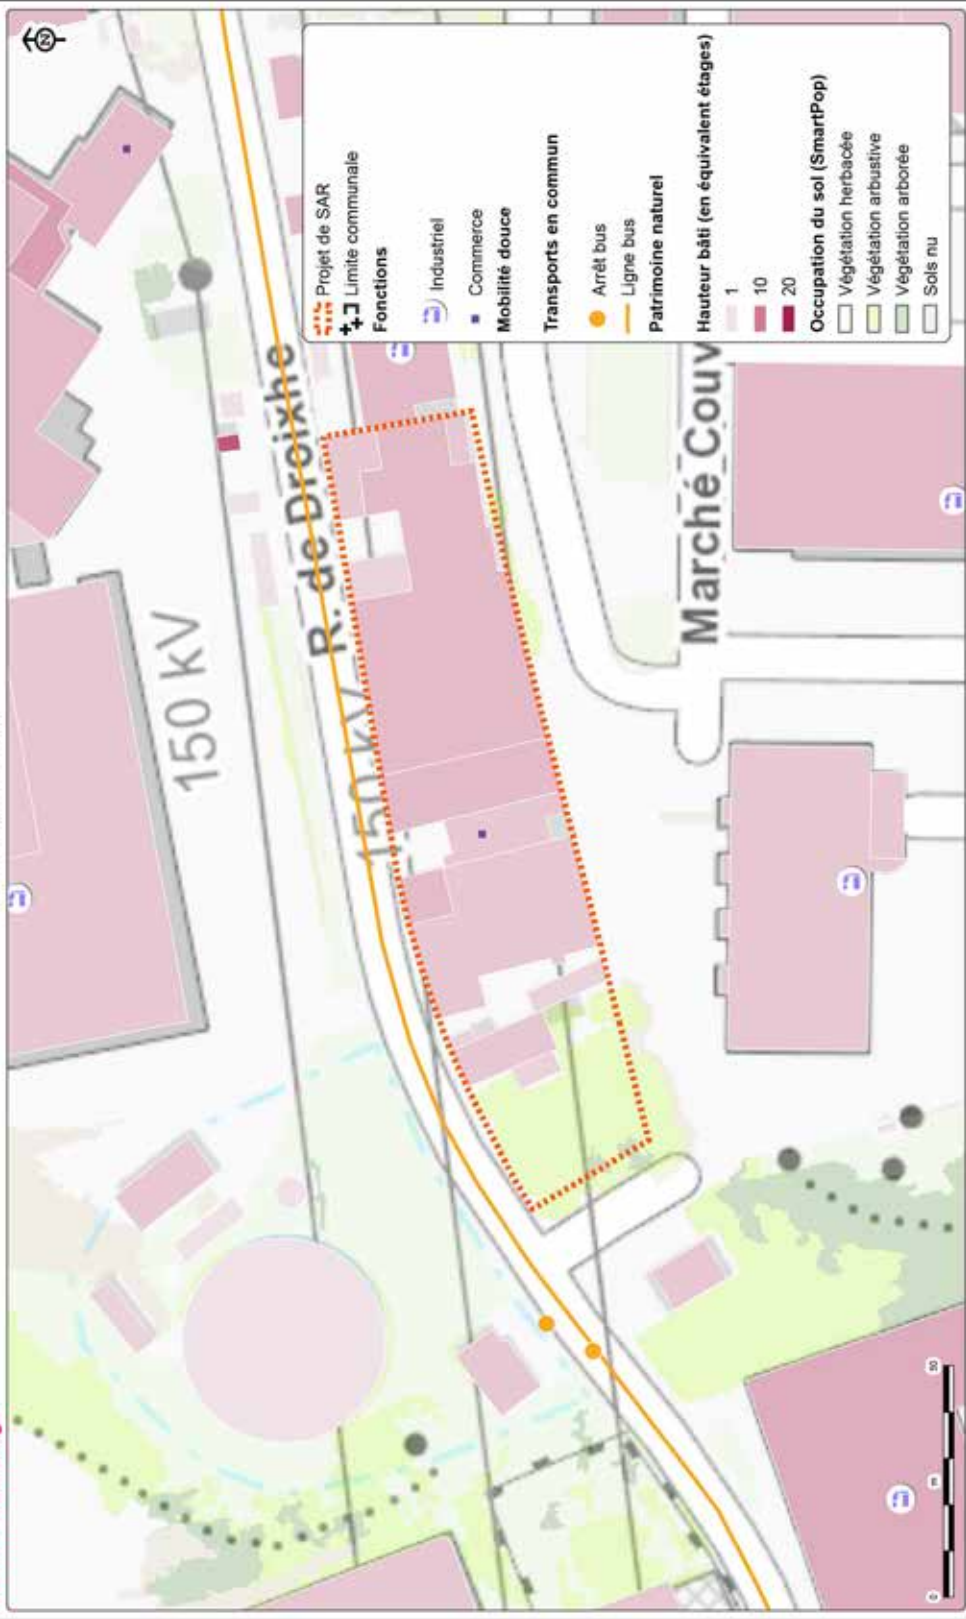 N
150 kV
R. de Droixhe
150 kV
Marché Couv
Projet de SAR
Limite communale
Fonctions
Industriel
Commerce
Mobilité douce
Transports en commun
Arrêt bus
Ligne bus
Patrimoine naturel
Hauteur bâti (en équivalent étages)
1
10
20
Occupation du sol (SmartPop)
Végétation herbacée
Végétation arbustive
Végétation arborée
Sols nu
0
50